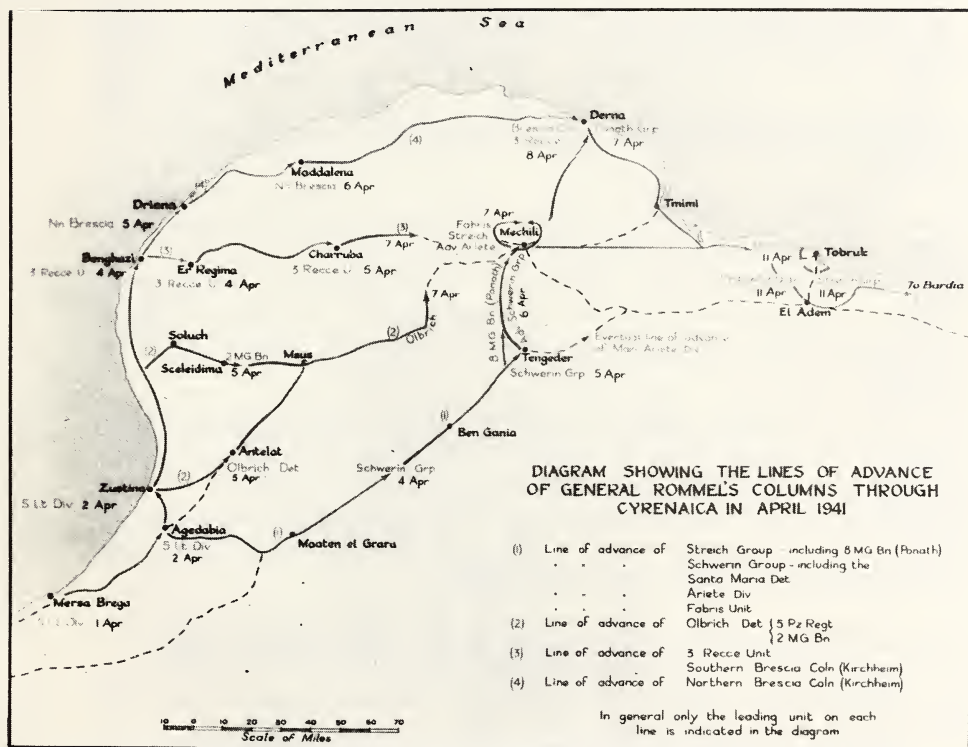 Mediterranean Sea
Derna
Brescia Col Ponath Grp
3 Recce 7 Apr
8 Apr
(4)
Maddalena
Nn Brescia 6 Apr
(4)
Driana
Nn Brescia 5 Apr
Tmimi
7 Apr
Fabris
Streich
Adv Ariete
Mechili
(3)
7 Apr
Benghazi
(3)
3 Recce U 4 Apr
Er Regima
3 Recce U 4 Apr
Charruba
3 Recce U 5 Apr
Tobruk
11 Apr
11 Apr
11 Apr
El Adem
To Bardia
7 Apr
Olbrich
(2)
8 MG Bn (Ponath)
Schwerin Grp
6 Apr
Soluch
(2)
Sceleidima
2 MG Bn
5 Apr
Msus
Eventual line of advance
of Main Ariete Div
Tengeder
Schwerin Grp 5 Apr
(1)
Ben Gania
Antelat
Olbrich Det
5 Apr
(2)
Schwerin Grp
4 Apr
Zuetina
5 Lt Div 2 Apr
Agedabia
5 Lt Div
2 Apr
(1)
Maaten el Grara
Mersa Brega
5 Lt Div 1 Apr
DIAGRAM SHOWING THE LINES OF ADVANCE
OF GENERAL ROMMEL'S COLUMNS THROUGH
CYRENAICA IN APRIL 1941
(1) Line of advance of Streich Group - including 8 MG Bn (Ponath)
" " " Schwerin Group - including the
Santa Maria Det
" " " Ariete Div
" " " Fabris Unit
(2) Line of advance of Olbrich Det { 5 Pz Regt
{ 2 MG Bn
(3) Line of advance of 3 Recce Unit
Southern Brescia Coln (Kirchheim)
(4) Line of advance of Northern Brescia Coln (Kirchheim)
In general only the leading unit on each
line is indicated in the diagram
10 0 10 20 30 40 50 60 70
Scale of Miles